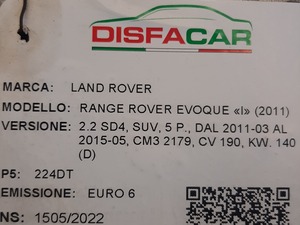 DISFACAR
MARCA: LAND ROVER
MODELLO: RANGE ROVER EVOQUE «I» (2011)
VERSIONE: 2.2 SD4, SUV, 5 P., DAL 2011-03 AL
2015-05, CM3 2179, CV 190, KW. 140
(D)
P5: 224DT
EMISSIONE: EURO 6
NS: 1505/2022